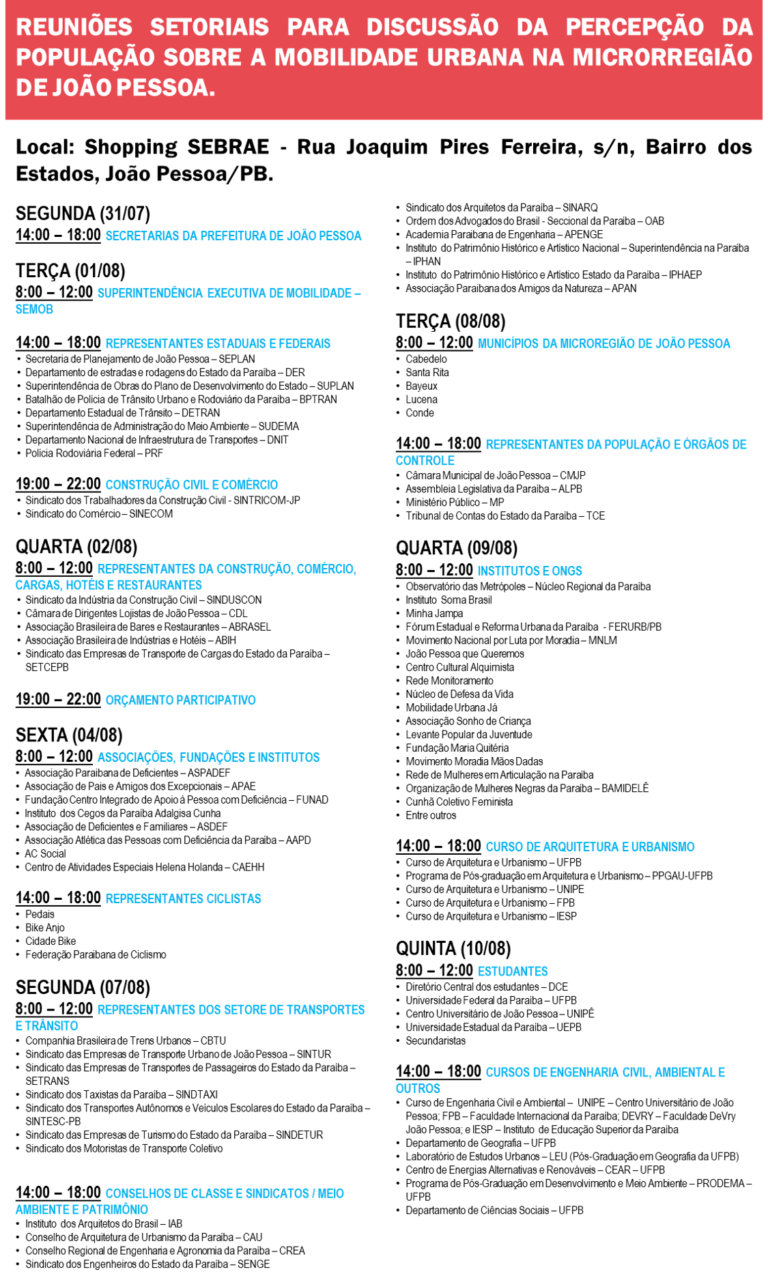 REUNIÕES SETORIAIS PARA DISCUSSÃO DA PERCEPÇÃO DA
POPULAÇÃO SOBRE A MOBILIDADE URBANA NA MICRORREGIÃO
DE JOÃO PESSOA.
Local: Shopping SEBRAE - Rua Joaquim Pires Ferreira, s/n, Bairro dos
Estados, João Pessoa/PB.
SEGUNDA (31/07)
14:00 – 18:00 SECRETARIAS DA PREFEITURA DE JOÃO PESSOA
TERÇA (01/08)
8:00 – 12:00 SUPERINTENDÊNCIA EXECUTIVA DE MOBILIDADE –
SEMOB
14:00 – 18:00 REPRESENTANTES ESTADUAIS E FEDERAIS
• Secretaria de Planejamento de João Pessoa – SEPLAN
• Departamento de estradas e rodagens do Estado da Paraíba – DER
• Superintendência de Obras do Plano de Desenvolvimento do Estado – SUPLAN
• Batalhão de Polícia de Trânsito Urbano e Rodoviário da Paraíba – BPTRAN
• Departamento Estadual de Trânsito – DETRAN
• Superintendência de Administração do Meio Ambiente – SUDEMA
• Departamento Nacional de Infraestrutura de Transportes – DNIT
• Polícia Rodoviária Federal – PRF
19:00 – 22:00 CONSTRUÇÃO CIVIL E COMÉRCIO
• Sindicato dos Trabalhadores da Construção Civil - SINTRICOM-JP
• Sindicato do Comércio – SINECOM
QUARTA (02/08)
8:00 – 12:00 REPRESENTANTES DA CONSTRUÇÃO, COMÉRCIO,
CARGAS, HOTÉIS E RESTAURANTES
• Sindicato da Indústria da Construção Civil – SINDUSCON
• Câmara de Dirigentes Lojistas de João Pessoa – CDL
• Associação Brasileira de Bares e Restaurantes – ABRASEL
• Associação Brasileira de Indústrias e Hotéis – ABIH
• Sindicato das Empresas de Transporte de Cargas do Estado da Paraíba –
SETCEPB
19:00 – 22:00 ORÇAMENTO PARTICIPATIVO
SEXTA (04/08)
8:00 – 12:00 ASSOCIAÇÕES, FUNDAÇÕES E INSTITUTOS
• Associação Paraibana de Deficientes – ASPADEF
• Associação de Pais e Amigos dos Excepcionais – APAE
• Fundação Centro Integrado de Apoio à Pessoa com Deficiência – FUNAD
• Instituto dos Cegos da Paraíba Adalgisa Cunha
• Associação de Deficientes e Familiares – ASDEF
• Associação Atlética das Pessoas com Deficiência da Paraíba – AAPD
• AC Social
• Centro de Atividades Especiais Helena Holanda – CAEHH
14:00 – 18:00 REPRESENTANTES CICLISTAS
• Pedais
• Bike Anjo
• Cidade Bike
• Federação Paraibana de Ciclismo
SEGUNDA (07/08)
8:00 – 12:00 REPRESENTANTES DOS SETORE DE TRANSPORTES
E TRÂNSITO
• Companhia Brasileira de Trens Urbanos – CBTU
• Sindicato das Empresas de Transporte Urbano de João Pessoa – SINTUR
• Sindicato das Empresas de Transportes de Passageiros do Estado da Paraíba –
SETRANS
• Sindicato dos Taxistas da Paraíba – SINDTAXI
• Sindicato dos Transportes Autônomos e Veículos Escolares do Estado da Paraíba –
SINTESC-PB
• Sindicato das Empresas de Turismo do Estado da Paraíba – SINDETUR
• Sindicato dos Motoristas de Transporte Coletivo
14:00 – 18:00 CONSELHOS DE CLASSE E SINDICATOS / MEIO
AMBIENTE E PATRIMÔNIO
• Instituto dos Arquitetos do Brasil – IAB
• Conselho de Arquitetura de Urbanismo da Paraíba – CAU
• Conselho Regional de Engenharia e Agronomia da Paraíba – CREA
• Sindicato dos Engenheiros do Estado da Paraíba – SENGE
• Sindicato dos Arquitetos da Paraíba – SINARQ
• Ordem dos Advogados do Brasil - Seccional da Paraíba – OAB
• Academia Paraibana de Engenharia – APENGE
• Instituto do Patrimônio Histórico e Artístico Nacional – Superintendência na Paraíba
– IPHAN
• Instituto do Patrimônio Histórico e Artístico Estado da Paraíba – IPHAEP
• Associação Paraibana dos Amigos da Natureza – APAN
TERÇA (08/08)
8:00 – 12:00 MUNICÍPIOS DA MICROREGIÃO DE JOÃO PESSOA
• Cabedelo
• Santa Rita
• Bayeux
• Lucena
• Conde
14:00 – 18:00 REPRESENTANTES DA POPULAÇÃO E ÓRGÃOS DE
CONTROLE
• Câmara Municipal de João Pessoa – CMJP
• Assembleia Legislativa da Paraíba – ALPB
• Ministério Público – MP
• Tribunal de Contas do Estado da Paraíba – TCE
QUARTA (09/08)
8:00 – 12:00 INSTITUTOS E ONGS
• Observatório das Metrópoles – Núcleo Regional da Paraíba
• Instituto Soma Brasil
• Minha Jampa
• Fórum Estadual e Reforma Urbana da Paraíba - FERURB/PB
• Movimento Nacional por Luta por Moradia – MNLM
• João Pessoa que Queremos
• Centro Cultural Alquimista
• Rede Monitoramento
• Núcleo de Defesa da Vida
• Mobilidade Urbana Já
• Associação Sonho de Criança
• Levante Popular da Juventude
• Fundação Maria Quitéria
• Movimento Moradia Mãos Dadas
• Rede de Mulheres em Articulação na Paraíba
• Organização de Mulheres Negras da Paraíba – BAMIDELÊ
• Cunhã Coletivo Feminista
• Entre outros
14:00 – 18:00 CURSO DE ARQUITETURA E URBANISMO
• Curso de Arquitetura e Urbanismo – UFPB
• Programa de Pós-graduação em Arquitetura e Urbanismo – PPGAU-UFPB
• Curso de Arquitetura e Urbanismo – UNIPE
• Curso de Arquitetura e Urbanismo – FPB
• Curso de Arquitetura e Urbanismo – IESP
QUINTA (10/08)
8:00 – 12:00 ESTUDANTES
• Diretório Central dos estudantes – DCE
• Universidade Federal da Paraíba – UFPB
• Centro Universitário de João Pessoa – UNIPÊ
• Universidade Estadual da Paraíba – UEPB
• Secundaristas
14:00 – 18:00 CURSOS DE ENGENHARIA CIVIL, AMBIENTAL E
OUTROS
• Curso de Engenharia Civil e Ambiental – UNIPE – Centro Universitário de João
Pessoa; FPB – Faculdade Internacional da Paraíba; DEVRY – Faculdade DeVry
João Pessoa; e IESP – Instituto de Educação Superior da Paraíba
• Departamento de Geografia – UFPB
• Laboratório de Estudos Urbanos – LEU (Pós-Graduação em Geografia da UFPB)
• Centro de Energias Alternativas e Renováveis – CEAR – UFPB
• Programa de Pós-Graduação em Desenvolvimento e Meio Ambiente – PRODEMA –
UFPB
• Departamento de Ciências Sociais – UFPB